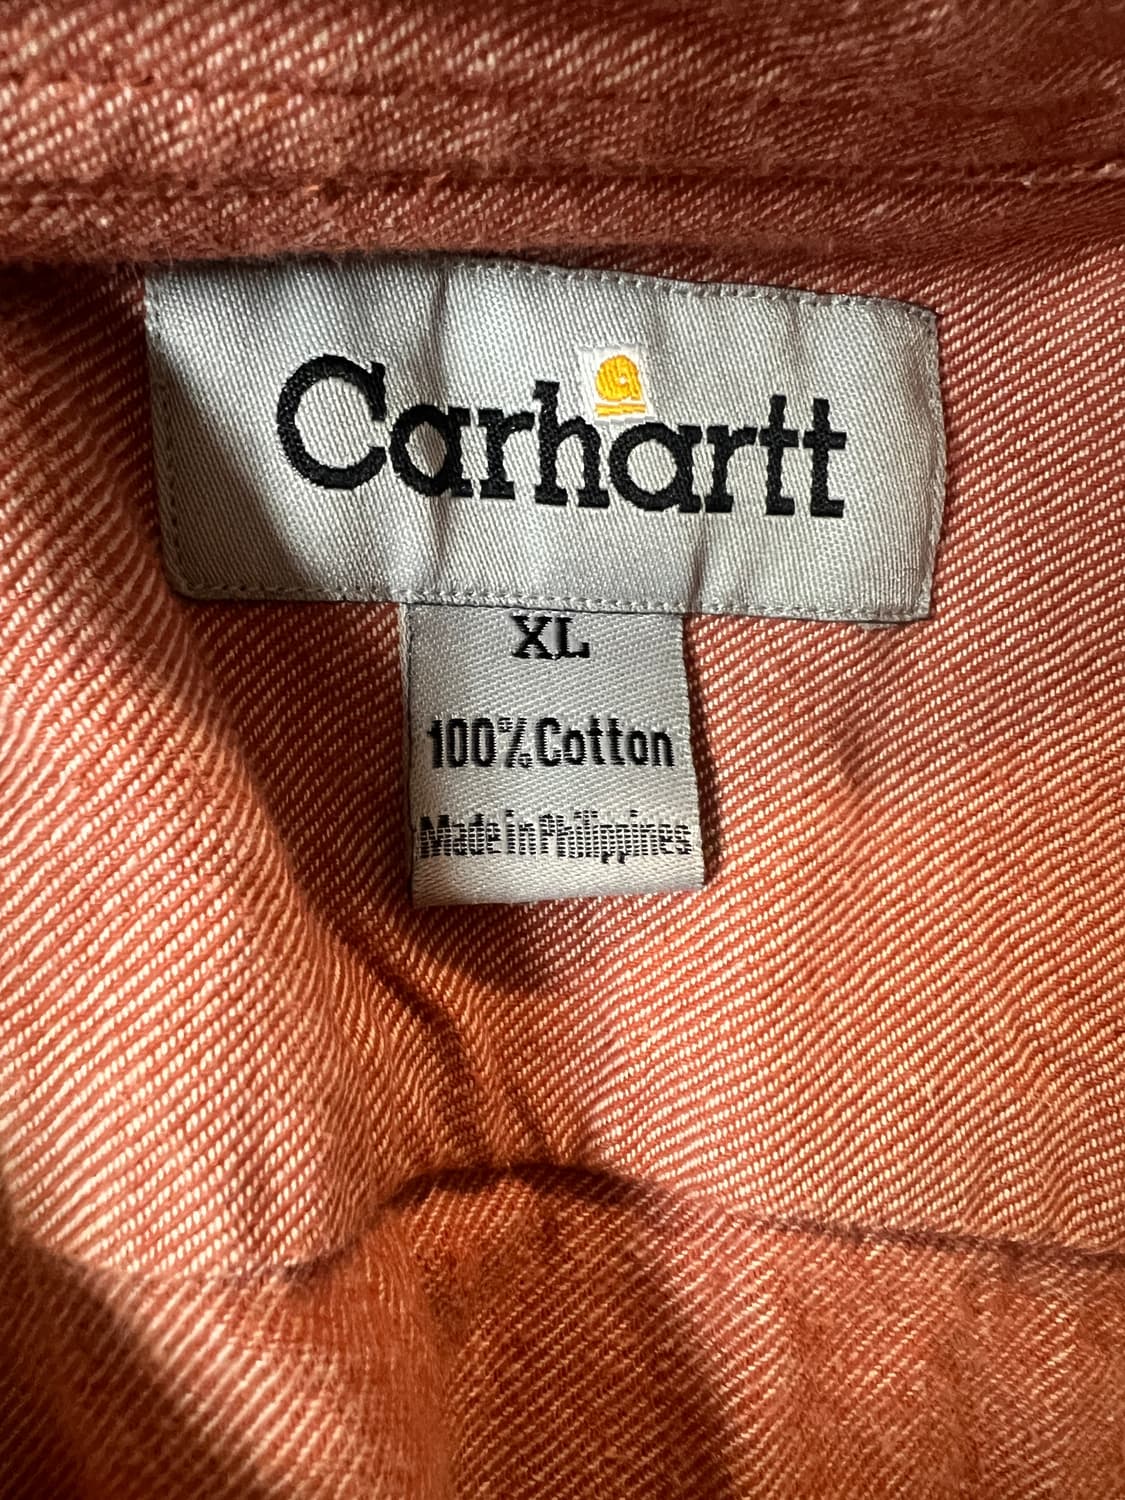 Carhartt
XL
100% Cotton
Made in Philippines